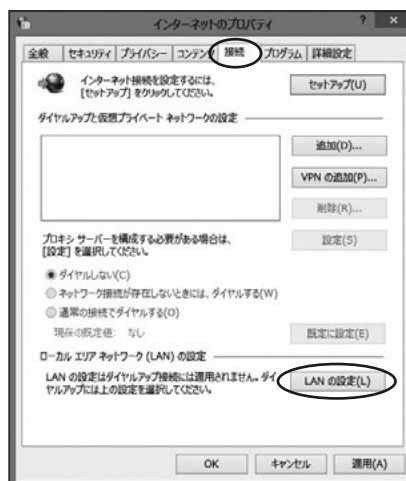 インターネットのプロパティ
? ×
全般 セキュリティ プライバシー コンテンツ 接続 プログラム 詳細設定
インターネット接続を設定するには、
[セットアップ] をクリックしてください。
セットアップ(U)
ダイヤルアップと仮想プライベート ネットワークの設定
追加(D)...
VPN の追加(P)...
削除(R)...
プロキシ サーバーを構成する必要がある場合は、
[設定] を選択してください。
設定(S)
ダイヤルしない(C)
ネットワーク接続が存在しないときには、ダイヤルする(W)
通常の接続でダイヤルする(O)
現在の既定値: なし
既定に設定(E)
ローカル エリア ネットワーク (LAN) の設定
LAN の設定はダイヤルアップ接続には適用されません。ダイ
ヤルアップには上の設定を選択してください。
LAN の設定(L)
OK キャンセル 適用(A)